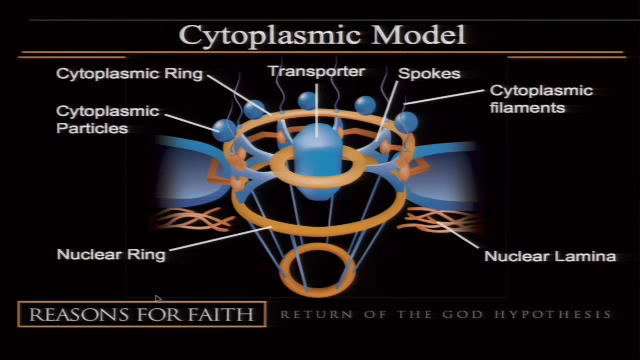 Cytoplasmic Model
Cytoplasmic Ring
Transporter
Spokes
Cytoplasmic
filaments
Cytoplasmic
Particles
Nuclear Ring
Nuclear Lamina
REASONS FOR FAITH
RETURN OF THE GOD HYPOTHESIS